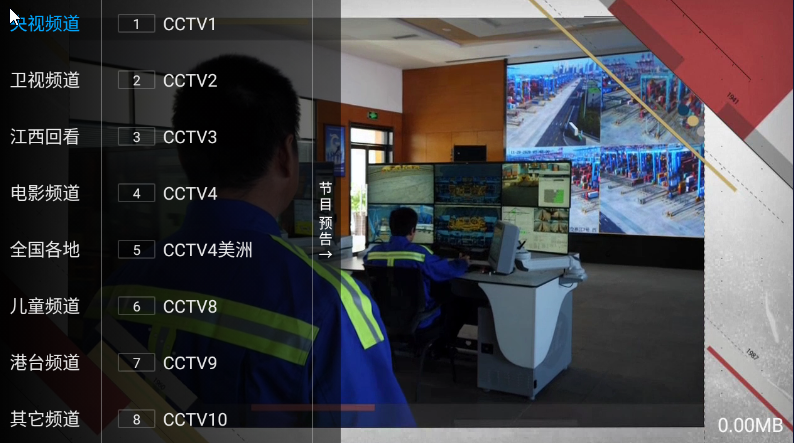 央视频道
卫视频道
江西回看
电影频道
全国各地
儿童频道
港台频道
其它频道
1 CCTV1
2 CCTV2
3 CCTV3
4 CCTV4
5 CCTV4美洲
6 CCTV8
7 CCTV9
8 CCTV10
节目预告→
1941
1987
0.00MB